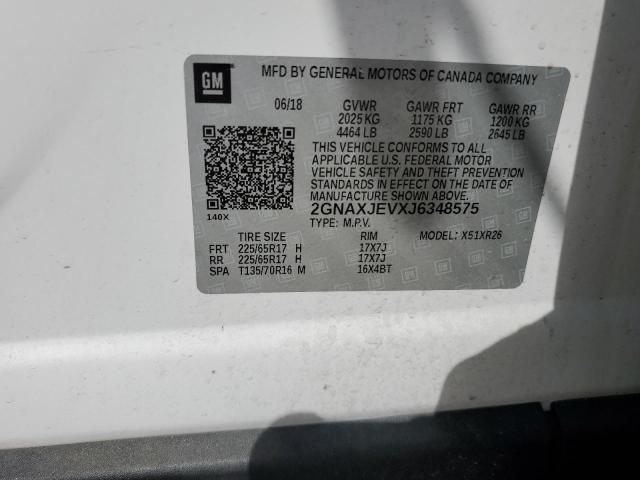 GM
MFD BY GENERAL MOTORS OF CANADA COMPANY
06/18 GVWR GAWR FRT GAWR RR
2025 KG 1175 KG 1200 KG
4464 LB 2590 LB 2645 LB
THIS VEHICLE CONFORMS TO ALL
APPLICABLE U.S. FEDERAL MOTOR
VEHICLE SAFETY AND THEFT PREVENTION
STANDARDS IN EFFECT ON THE DATE OF
MANUFACTURE SHOWN ABOVE.
140X
2GNAXJEVXJ6348575
TYPE: M.P.V. MODEL: X51XR26
TIRE SIZE RIM
FRT 225/65R17 H 17X7J
RR 225/65R17 H 17X7J
SPA T135/70R16 M 16X4BT